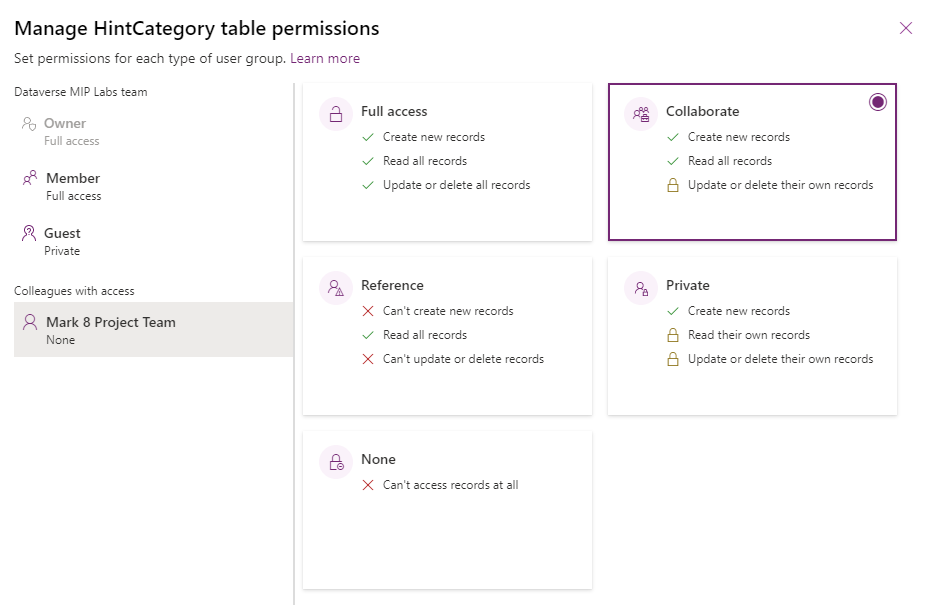 Manage HintCategory table permissions
Set permissions for each type of user group. Learn more
Dataverse MIP Labs team
Owner
Full access
Member
Full access
Guest
Private
Colleagues with access
Mark 8 Project Team
None
Full access
Create new records
Read all records
Update or delete all records
Collaborate
Create new records
Read all records
Update or delete their own records
Reference
Can't create new records
Read all records
Can't update or delete records
Private
Create new records
Read their own records
Update or delete their own records
None
Can't access records at all